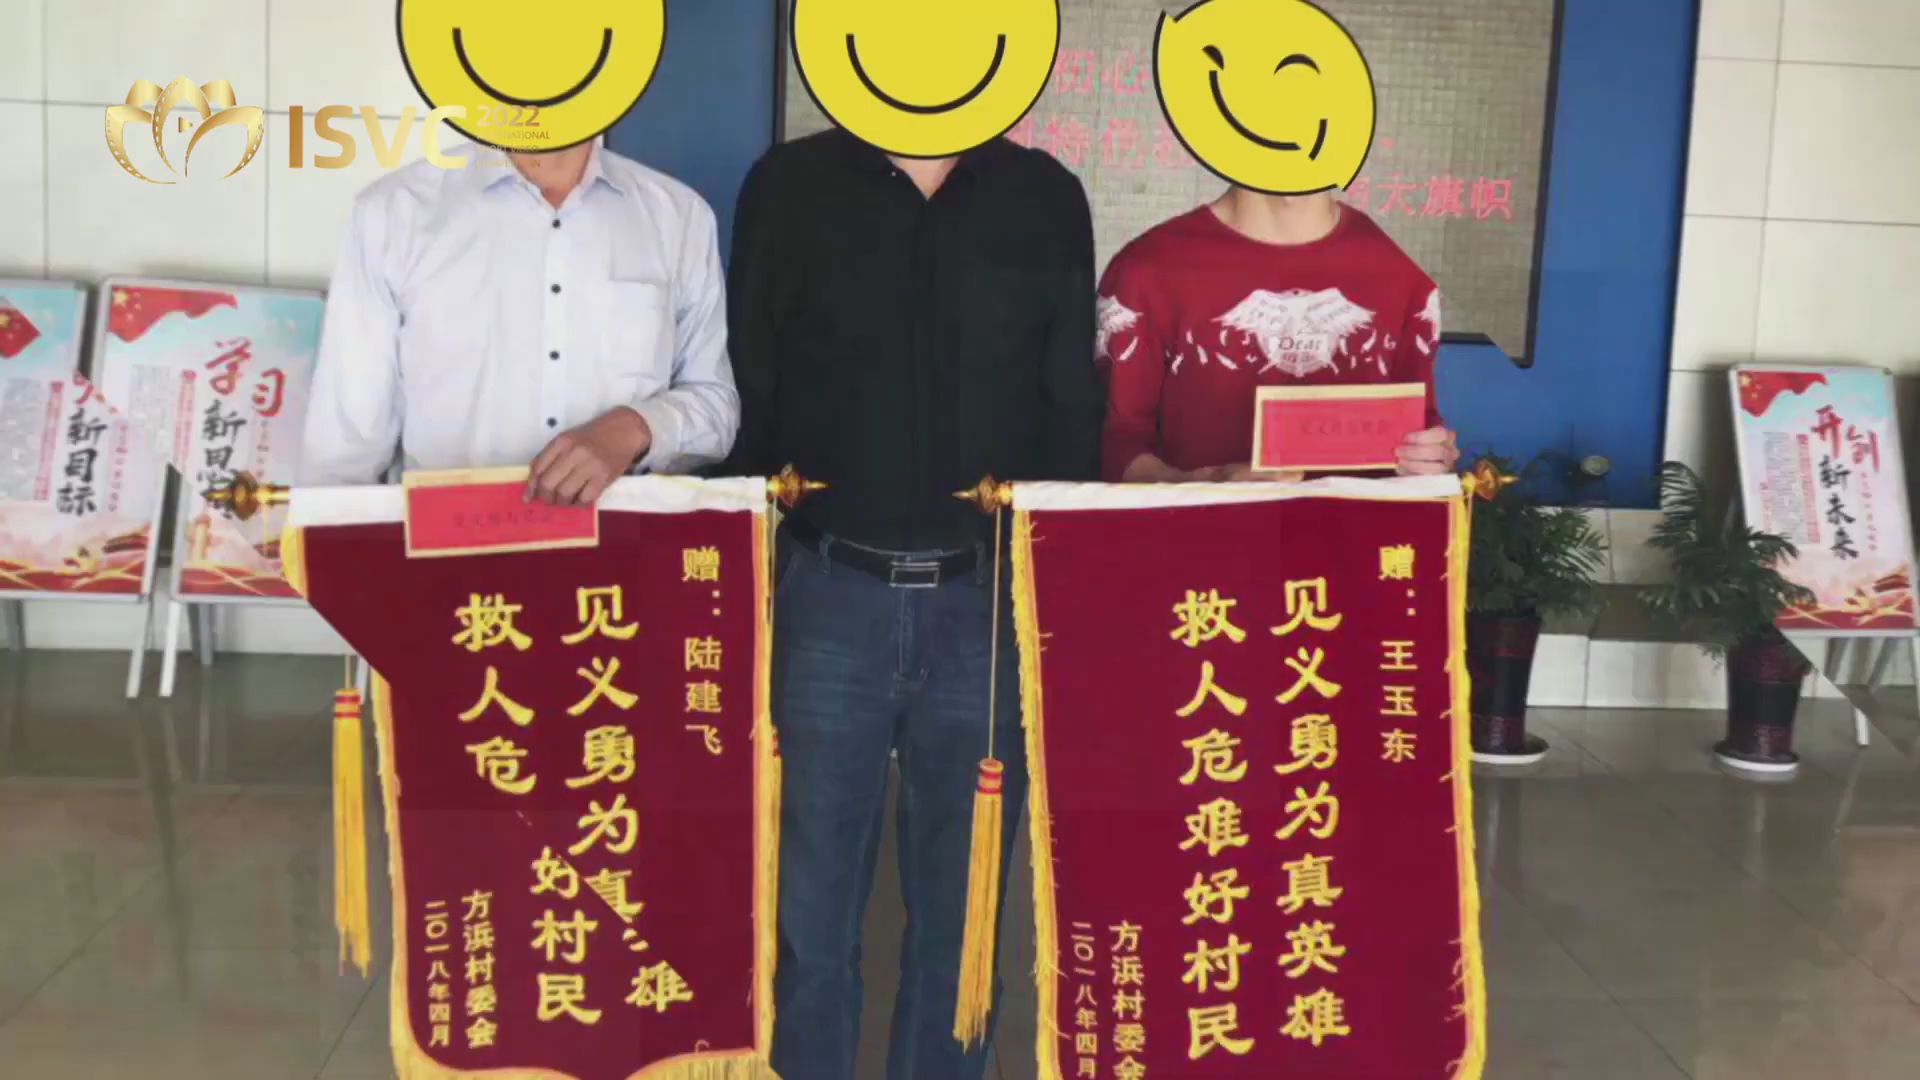 ISVC
2022
初心
大旗帜
新目标
学习
新思
开创
新未来
赠：陆建飞
见义勇为真英雄
救人危难好村民
方浜村委会
二〇一八年四月
赠：王玉东
见义勇为真英雄
救人危难好村民
方浜村委会
二〇一八年四月